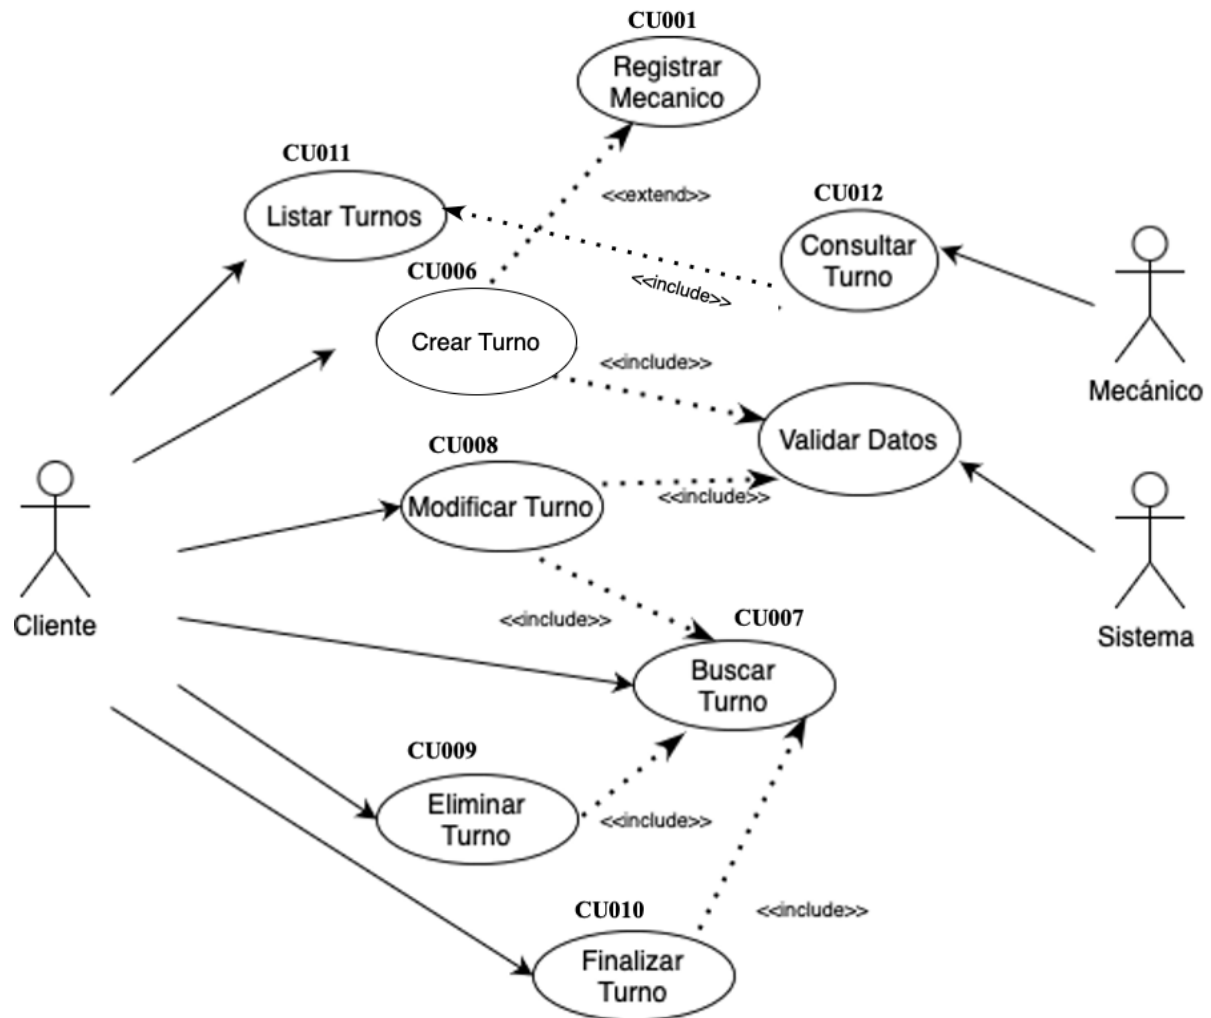 CU001
Registrar
Mecanico
CU011
Listar Turnos
<<extend>>
CU012
Consultar
Turno
CU006
<<include>>
Crear Turno
<<include>>
Mecánico
Validar Datos
CU008
Modificar Turno
<<include>>
Cliente
<<include>>
CU007
Sistema
Buscar
Turno
CU009
Eliminar
Turno
<<include>>
CU010
<<include>>
Finalizar
Turno